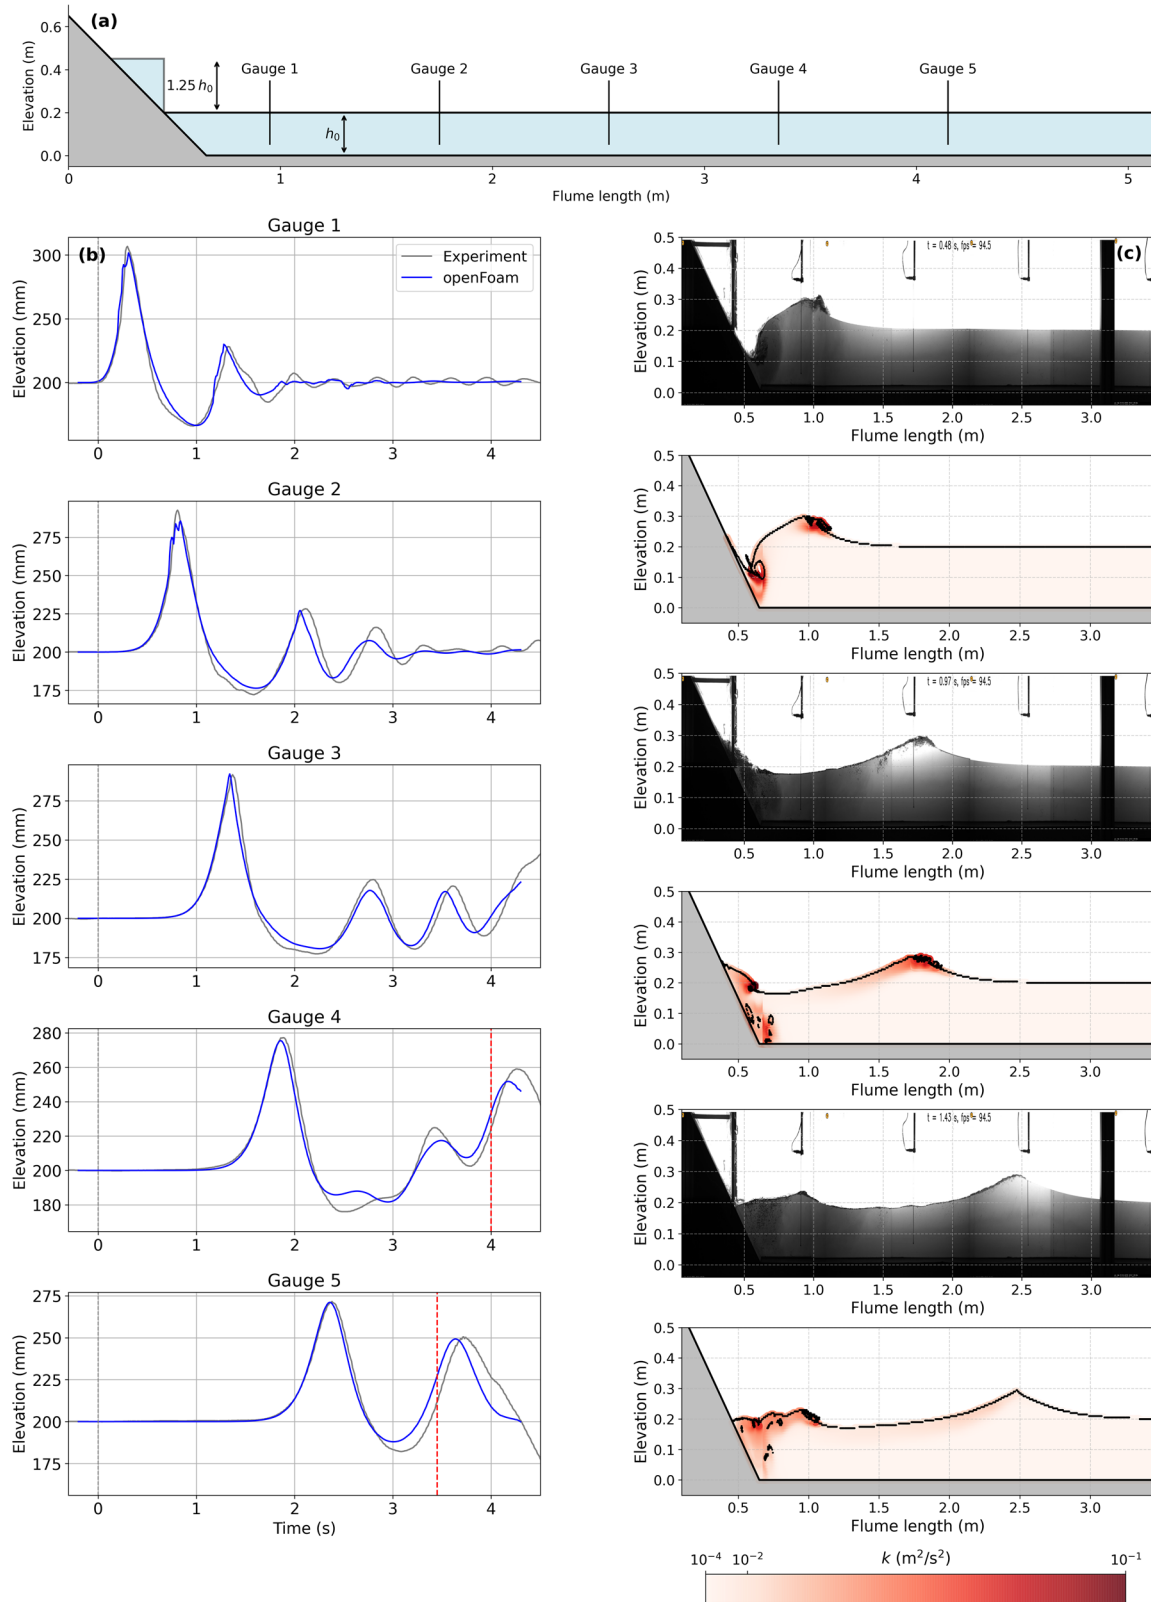 (a)
Elevation (m)
0.6
0.4
0.2
0.0
1.25 h₀
h₀
Gauge 1
Gauge 2
Gauge 3
Gauge 4
Gauge 5
0 1 2 3 4 5
Flume length (m)
Gauge 1
(b)
Experiment
openFoam
Elevation (mm)
300
250
200
0 1 2 3 4
Gauge 2
Elevation (mm)
275
250
225
200
175
0 1 2 3 4
Gauge 3
Elevation (mm)
275
250
225
200
175
0 1 2 3 4
Gauge 4
Elevation (mm)
280
260
240
220
200
180
0 1 2 3 4
Gauge 5
Elevation (mm)
275
250
225
200
175
0 1 2 3 4
Time (s)
(c)
t = 0.48 s, fps = 94.5
Elevation (m)
0.5
0.4
0.3
0.2
0.1
0.0
0.5 1.0 1.5 2.0 2.5 3.0
Flume length (m)
Elevation (m)
0.5
0.4
0.3
0.2
0.1
0.0
0.5 1.0 1.5 2.0 2.5 3.0
Flume length (m)
t = 0.97 s, fps = 94.5
Elevation (m)
0.5
0.4
0.3
0.2
0.1
0.0
0.5 1.0 1.5 2.0 2.5 3.0
Flume length (m)
Elevation (m)
0.5
0.4
0.3
0.2
0.1
0.0
0.5 1.0 1.5 2.0 2.5 3.0
Flume length (m)
t = 1.43 s, fps = 94.5
Elevation (m)
0.5
0.4
0.3
0.2
0.1
0.0
0.5 1.0 1.5 2.0 2.5 3.0
Flume length (m)
Elevation (m)
0.5
0.4
0.3
0.2
0.1
0.0
0.5 1.0 1.5 2.0 2.5 3.0
Flume length (m)
10⁻⁴ 10⁻² k (m²/s²) 10⁻¹